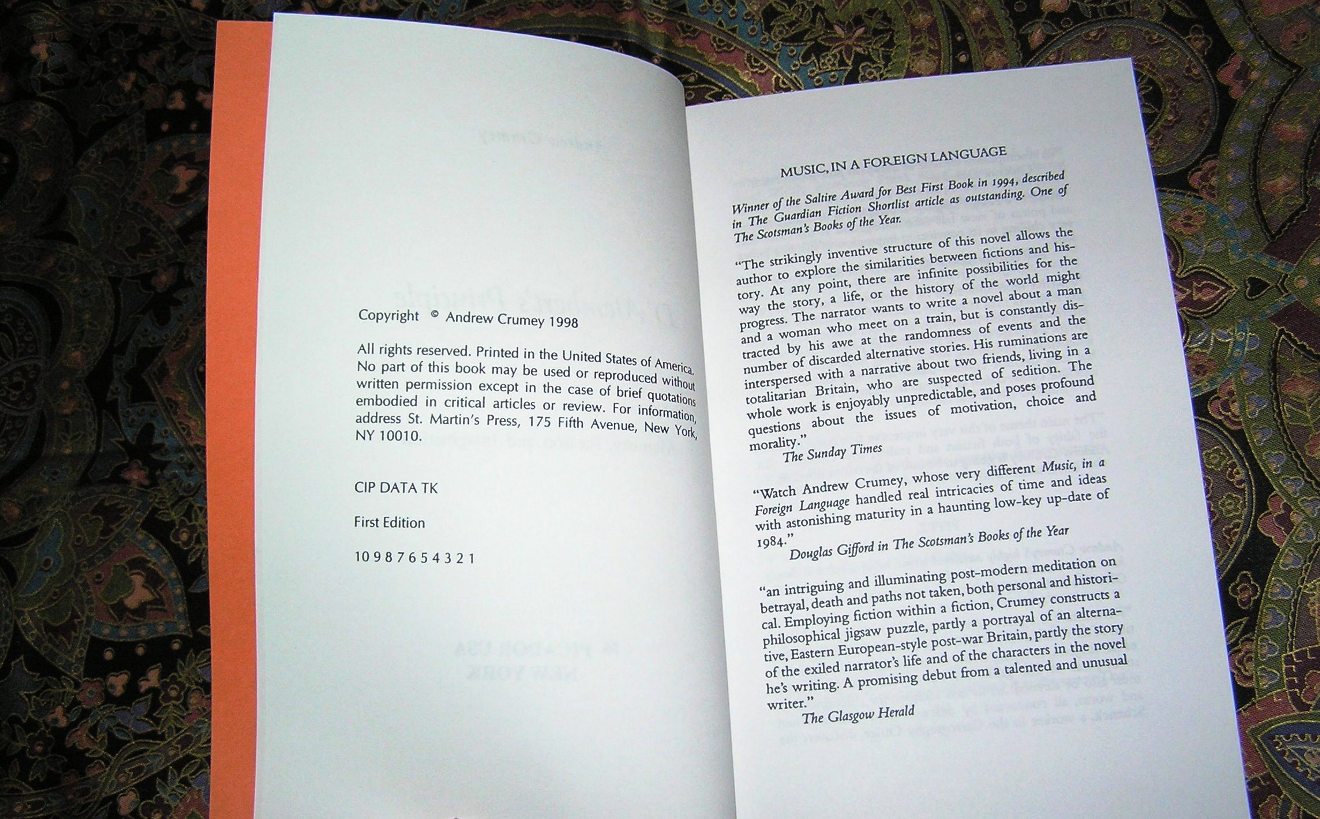 Copyright © Andrew Crumey 1998
All rights reserved. Printed in the United States of America.
No part of this book may be used or reproduced without
written permission except in the case of brief quotations
embodied in critical articles or review. For information,
address St. Martin's Press, 175 Fifth Avenue, New York,
NY 10010.
CIP DATA TK
First Edition
10 9 8 7 6 5 4 3 2 1
MUSIC, IN A FOREIGN LANGUAGE
Winner of the Saltire Award for Best First Book in 1994, described
in The Guardian Fiction Shortlist article as outstanding. One of
The Scotsman's Books of the Year.
“The strikingly inventive structure of this novel allows the
author to explore the similarities between fictions and his-
tory. At any point, there are infinite possibilities for the
way the story, a life, or the history of the world might
progress. The narrator wants to write a novel about a man
and a woman who meet on a train, but is constantly dis-
tracted by his awe at the randomness of events and the
number of discarded alternative stories. His ruminations are
interspersed with a narrative about two friends, living in a
totalitarian Britain, who are suspected of sedition. The
whole work is enjoyably unpredictable, and poses profound
questions about the issues of motivation, choice and
morality.”
The Sunday Times
“Watch Andrew Crumey, whose very different Music, in a
Foreign Language handled real intricacies of time and ideas
with astonishing maturity in a haunting low-key up-date of
1984.”
Douglas Gifford in The Scotsman's Books of the Year
“an intriguing and illuminating post-modern meditation on
betrayal, death and paths not taken, both personal and histori-
cal. Employing fiction within a fiction, Crumey constructs a
philosophical jigsaw puzzle, partly a portrayal of an alterna-
tive, Eastern European-style post-war Britain, partly the story
of the exiled narrator's life and of the characters in the novel
he's writing. A promising debut from a talented and unusual
writer.”
The Glasgow Herald